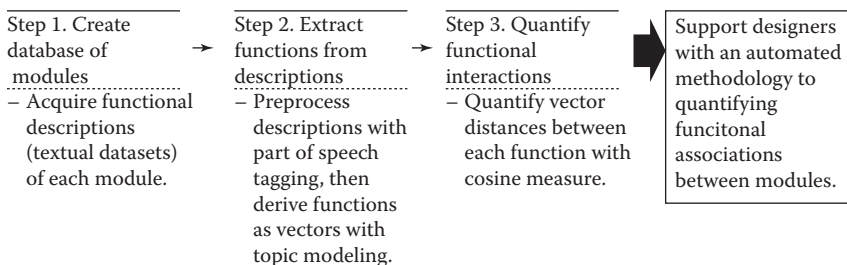 Step 1. Create
database of
modules
– Acquire functional
descriptions
(textual datasets)
of each module.
Step 2. Extract
functions from
descriptions
– Preprocess
descriptions with
part of speech
tagging, then
derive functions
as vectors with
topic modeling.
Step 3. Quantify
functional
interactions
– Quantify vector
distances between
each function with
cosine measure.
Support designers
with an automated
methodology to
quantifying
funcitonal
associations
between modules.